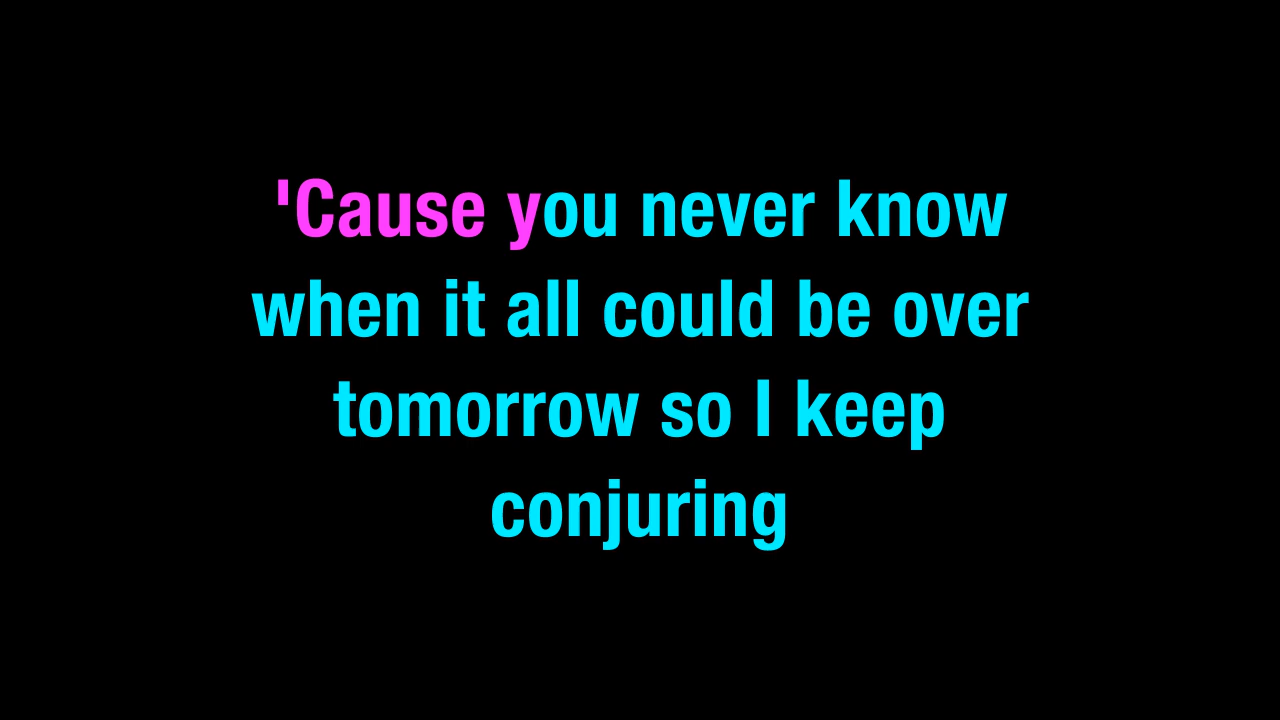 'Cause you never know
when it all could be over
tomorrow so I keep
conjuring